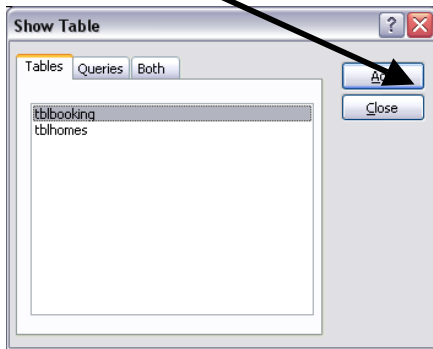 Show Table
Tables Queries Both
Close
tblbooking
tblhomes